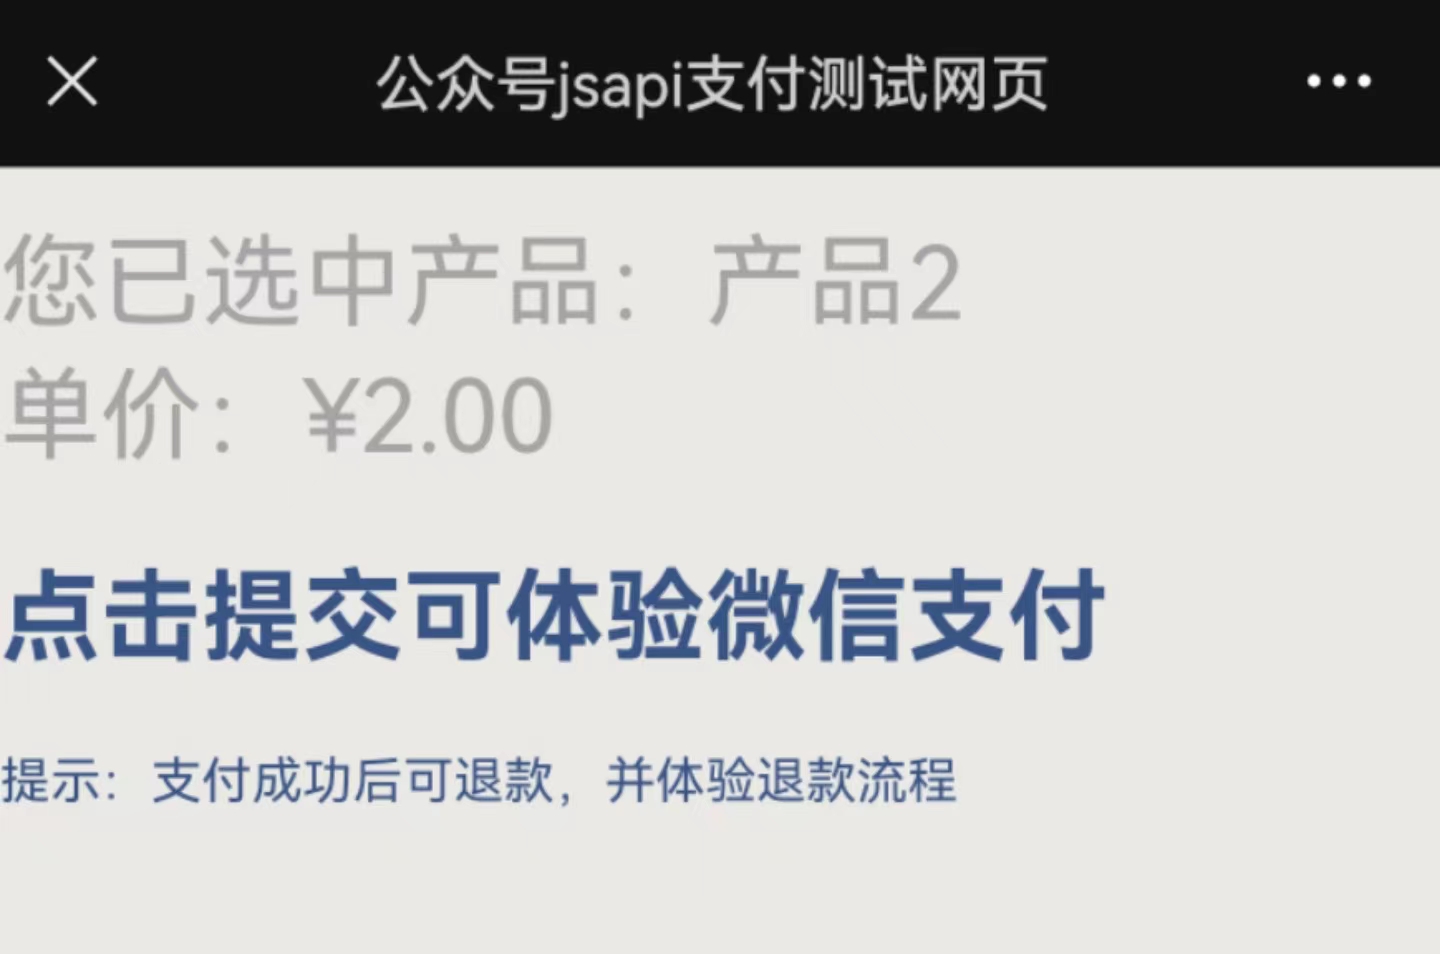 公众号jsapi支付测试网页
您已选中产品：产品2
单价：¥2.00
点击提交可体验微信支付
提示：支付成功后可退款，并体验退款流程